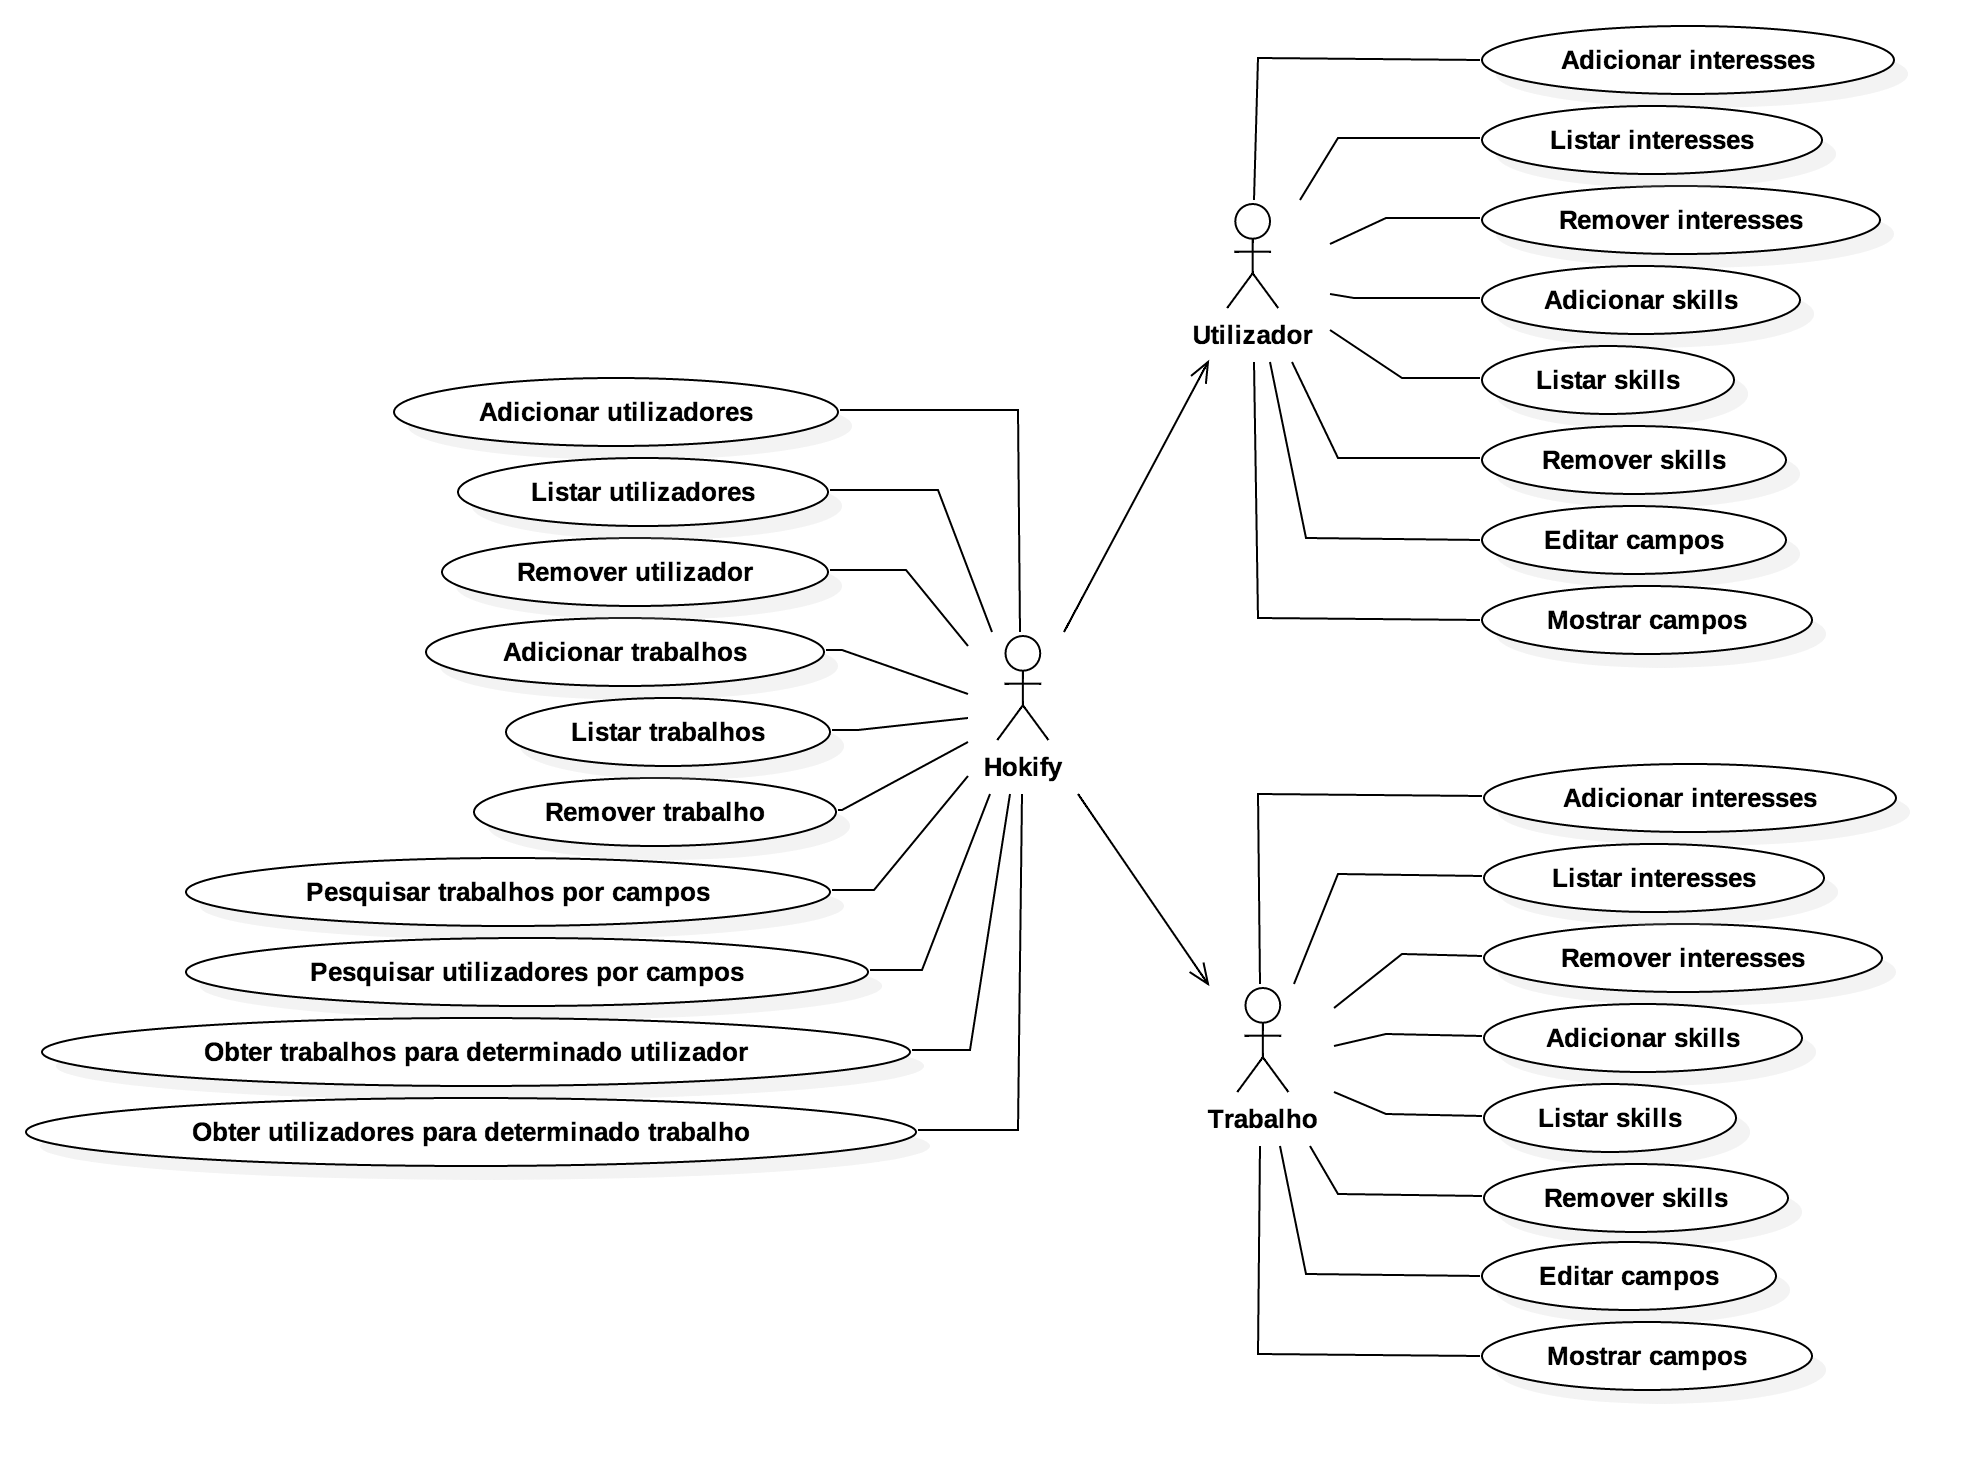 Adicionar interesses
Listar interesses
Remover interesses
Adicionar skills
Utilizador
Listar skills
Remover skills
Editar campos
Mostrar campos
Adicionar utilizadores
Listar utilizadores
Remover utilizador
Adicionar trabalhos
Listar trabalhos
Hokify
Remover trabalho
Pesquisar trabalhos por campos
Pesquisar utilizadores por campos
Obter trabalhos para determinado utilizador
Obter utilizadores para determinado trabalho
Adicionar interesses
Listar interesses
Remover interesses
Adicionar skills
Trabalho
Listar skills
Remover skills
Editar campos
Mostrar campos